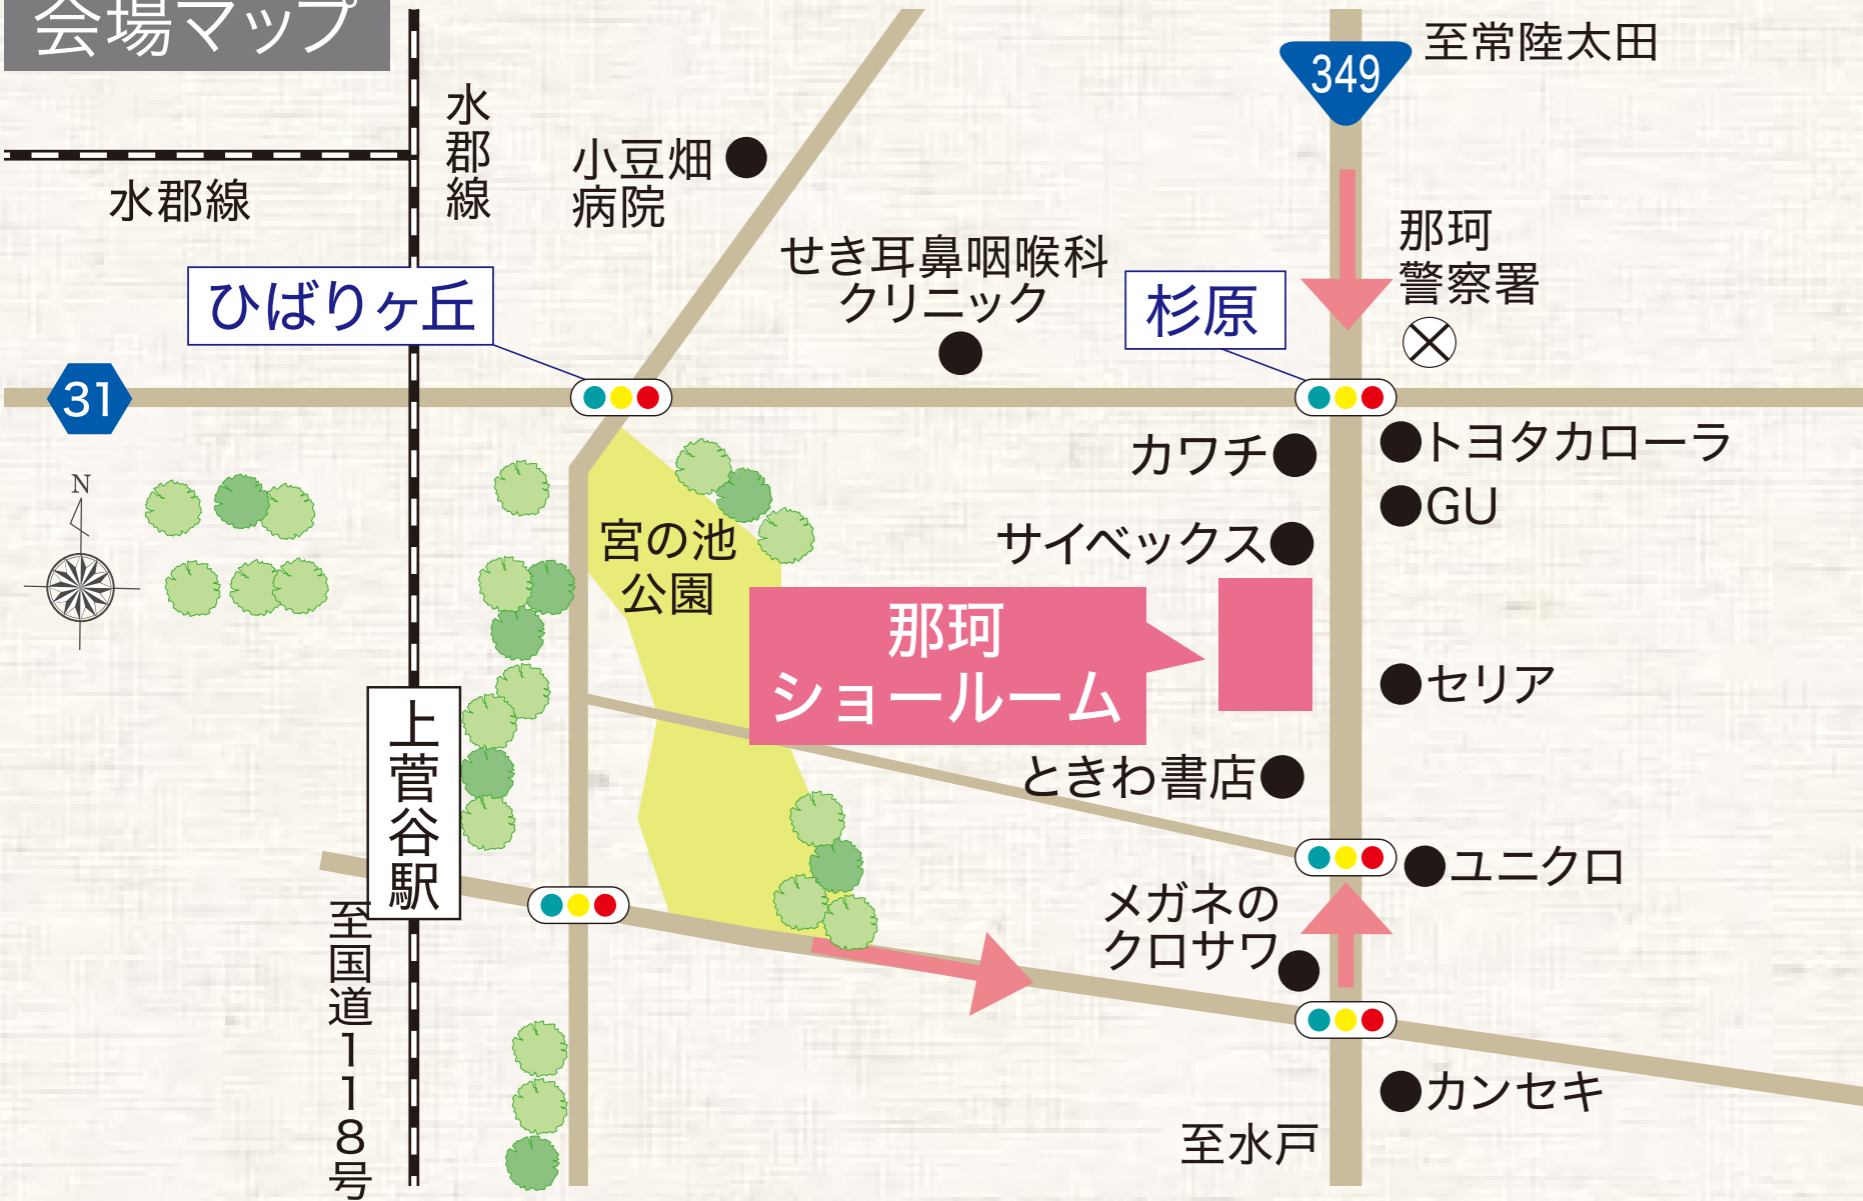 会場マップ
至常陸太田
349
水郡線
水郡線
小豆畑
病院
那珂
警察署
せき耳鼻咽喉科
クリニック
ひばりヶ丘
杉原
31
カワチ
トヨタカローラ
N
GU
宮の池
公園
サイベックス
那珂
ショールーム
セリア
上菅谷駅
ときわ書店
ユニクロ
メガネの
クロサワ
至国道118号
カンセキ
至水戸